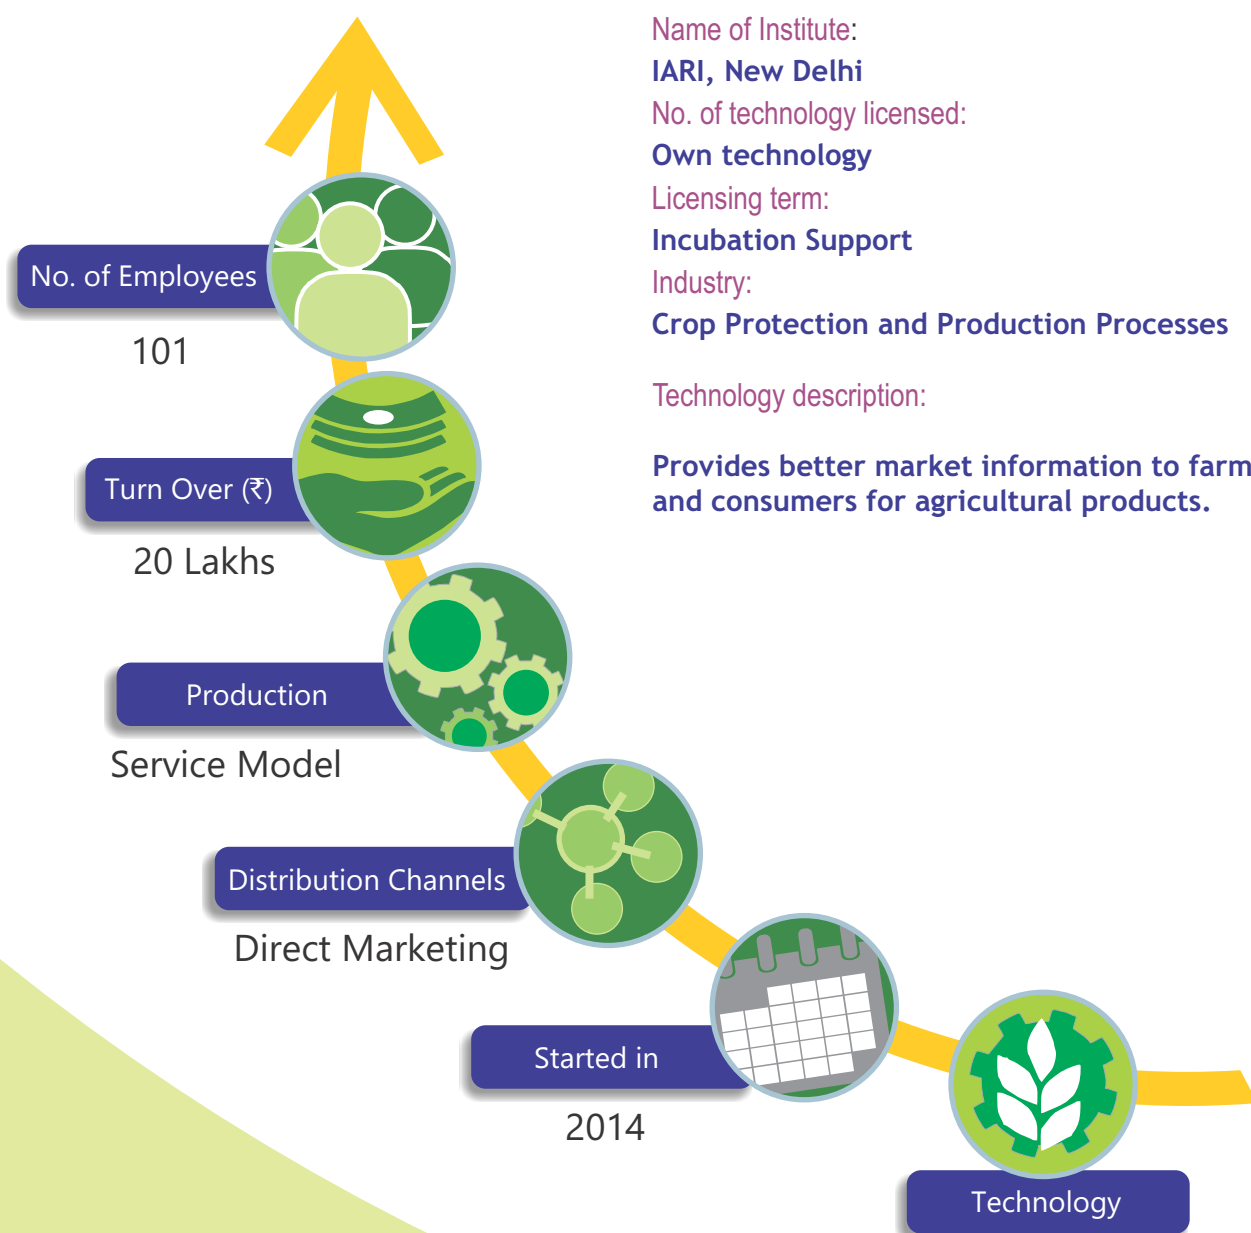 Name of Institute:
IARI, New Delhi
No. of technology licensed:
Own technology
Licensing term:
Incubation Support
Industry:
Crop Protection and Production Processes
Technology description:
Provides better market information to farm
and consumers for agricultural products.
No. of Employees
101
Turn Over (₹)
20 Lakhs
Production
Service Model
Distribution Channels
Direct Marketing
Started in
2014
Technology